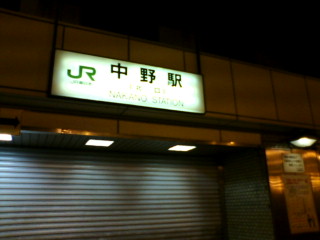 JR 中野駅
NAKANO STATION